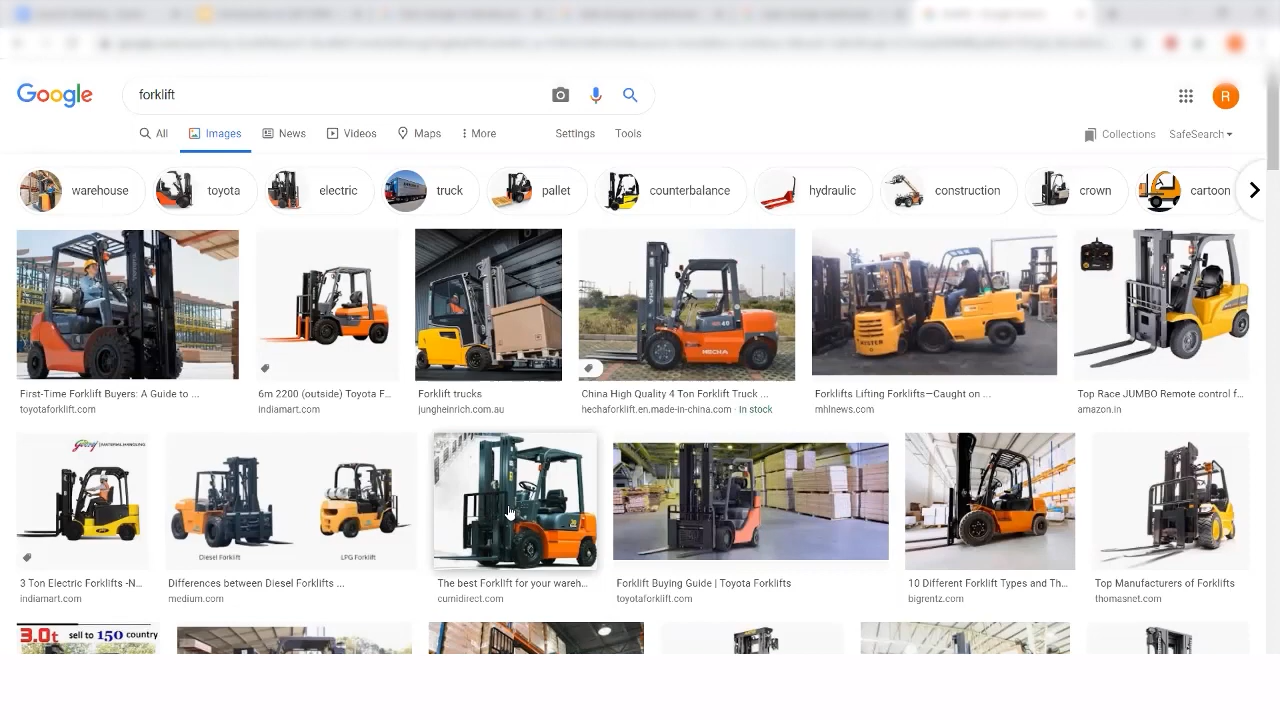 Google
forklift
R
All
Images
News
Videos
Maps
More
Settings
Tools
Collections
SafeSearch
warehouse
toyota
electric
truck
pallet
counterbalance
hydraulic
construction
crown
cartoon
First-Time Forklift Buyers: A Guide to ...
toyotaforklift.com
6m 2200 (outside) Toyota F...
indiamart.com
Forklift trucks
jungheinrich.com.au
HECHA
China High Quality 4 Ton Forklift Truck ...
hechaforklift.en.made-in-china.com · In stock
HYSTER
Forklifts Lifting Forklifts—Caught on ...
mhlnews.com
Top Race JUMBO Remote control f...
amazon.in
Godrej | MATERIAL HANDLING
3 Ton Electric Forklifts -N...
indiamart.com
Diesel Forklift
LPG Forklift
Differences between Diesel Forklifts ...
medium.com
The best Forklift for your wareh...
cumidirect.com
Forklift Buying Guide | Toyota Forklifts
toyotaforklift.com
10 Different Forklift Types and Th...
bigrentz.com
Top Manufacturers of Forklifts
thomasnet.com
3.0t sell to 150 country